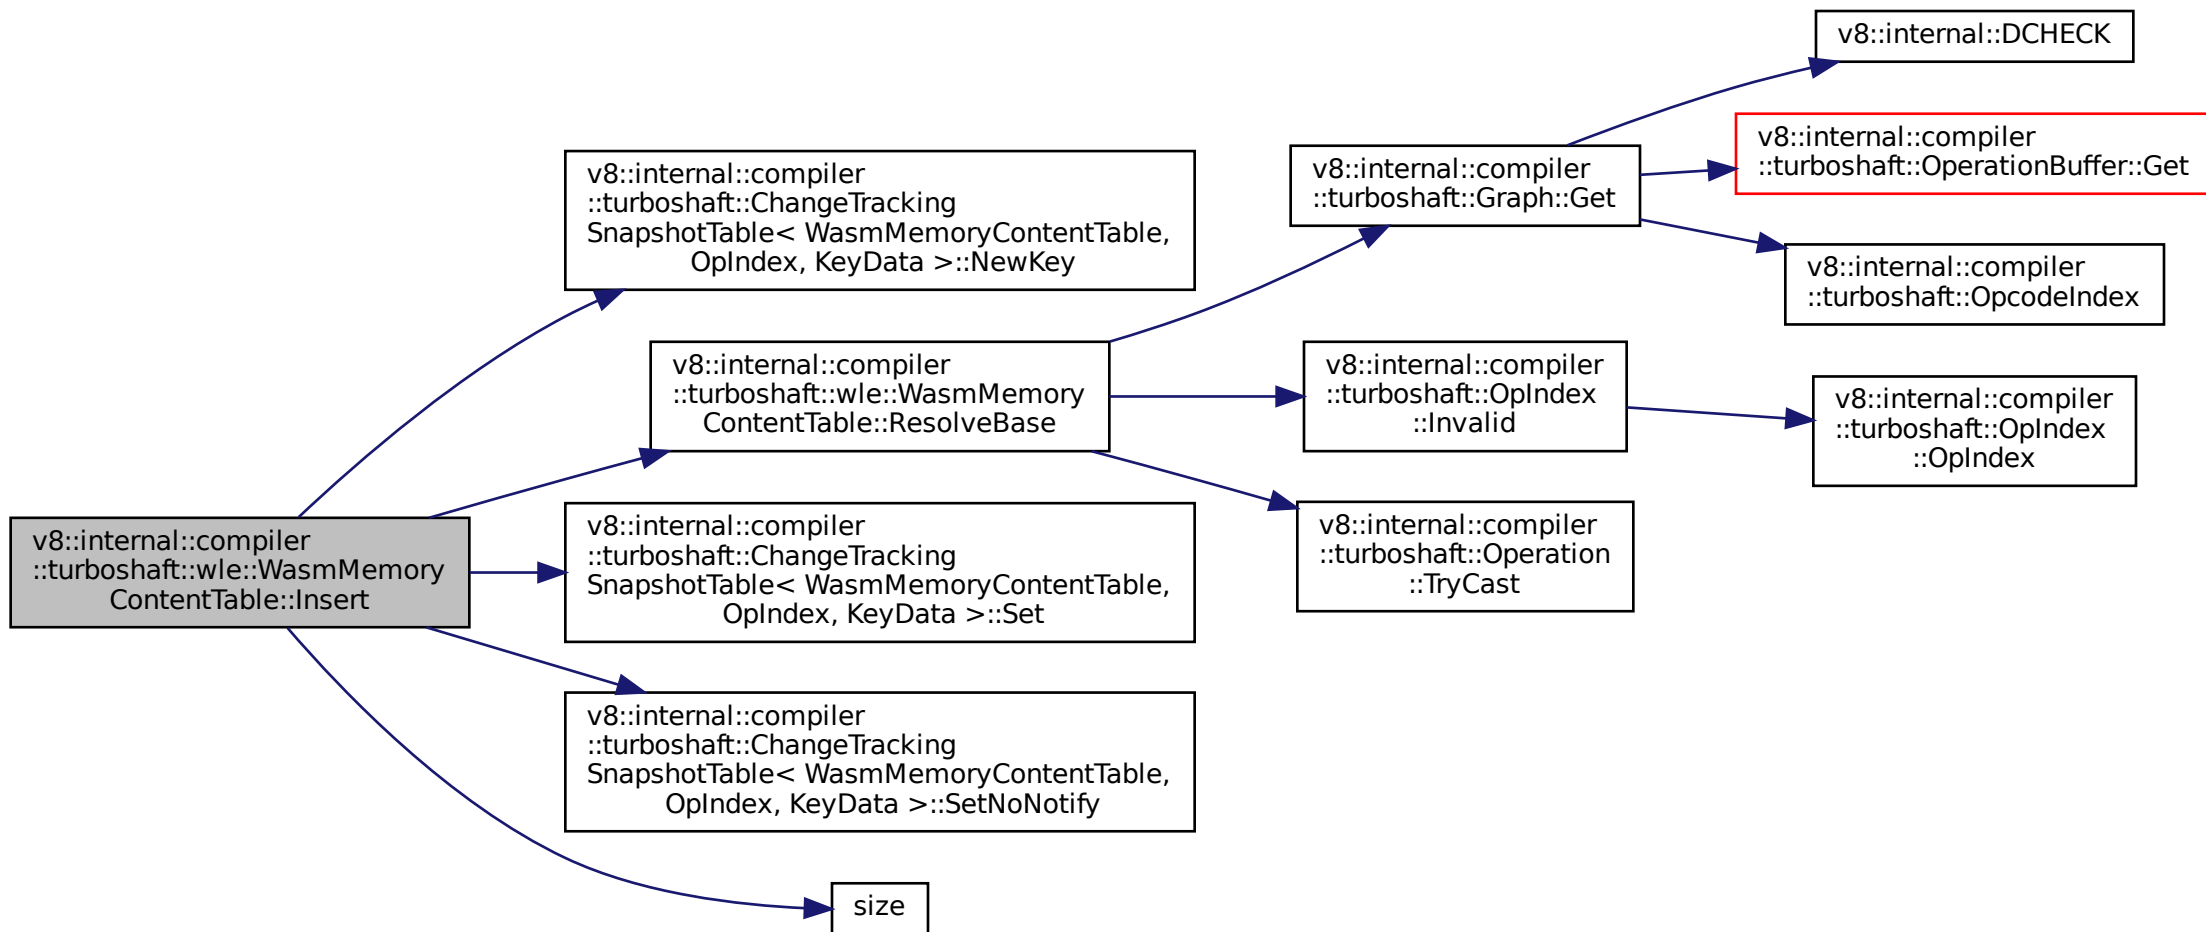 v8::internal::compiler
::turboshaft::wle::WasmMemory
ContentTable::Insert
v8::internal::compiler
::turboshaft::ChangeTracking
SnapshotTable< WasmMemoryContentTable,
OpIndex, KeyData >::NewKey
v8::internal::compiler
::turboshaft::wle::WasmMemory
ContentTable::ResolveBase
v8::internal::compiler
::turboshaft::ChangeTracking
SnapshotTable< WasmMemoryContentTable,
OpIndex, KeyData >::Set
v8::internal::compiler
::turboshaft::ChangeTracking
SnapshotTable< WasmMemoryContentTable,
OpIndex, KeyData >::SetNoNotify
size
v8::internal::compiler
::turboshaft::Graph::Get
v8::internal::compiler
::turboshaft::OpIndex
::Invalid
v8::internal::compiler
::turboshaft::Operation
::TryCast
v8::internal::DCHECK
v8::internal::compiler
::turboshaft::OperationBuffer::Get
v8::internal::compiler
::turboshaft::OpcodeIndex
v8::internal::compiler
::turboshaft::OpIndex
::OpIndex